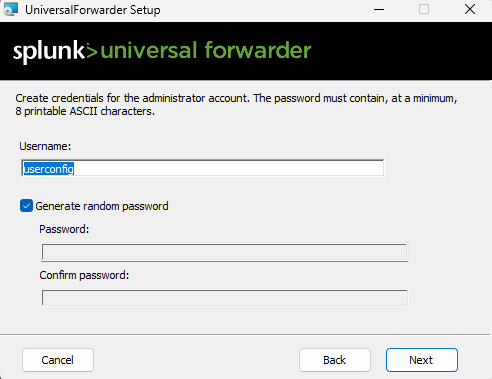 UniversalForwarder Setup
splunk> universal forwarder
Create credentials for the administrator account. The password must contain, at a minimum,
8 printable ASCII characters.
Username:
userconfig
Generate random password
Password:
Confirm password:
Cancel
Back
Next